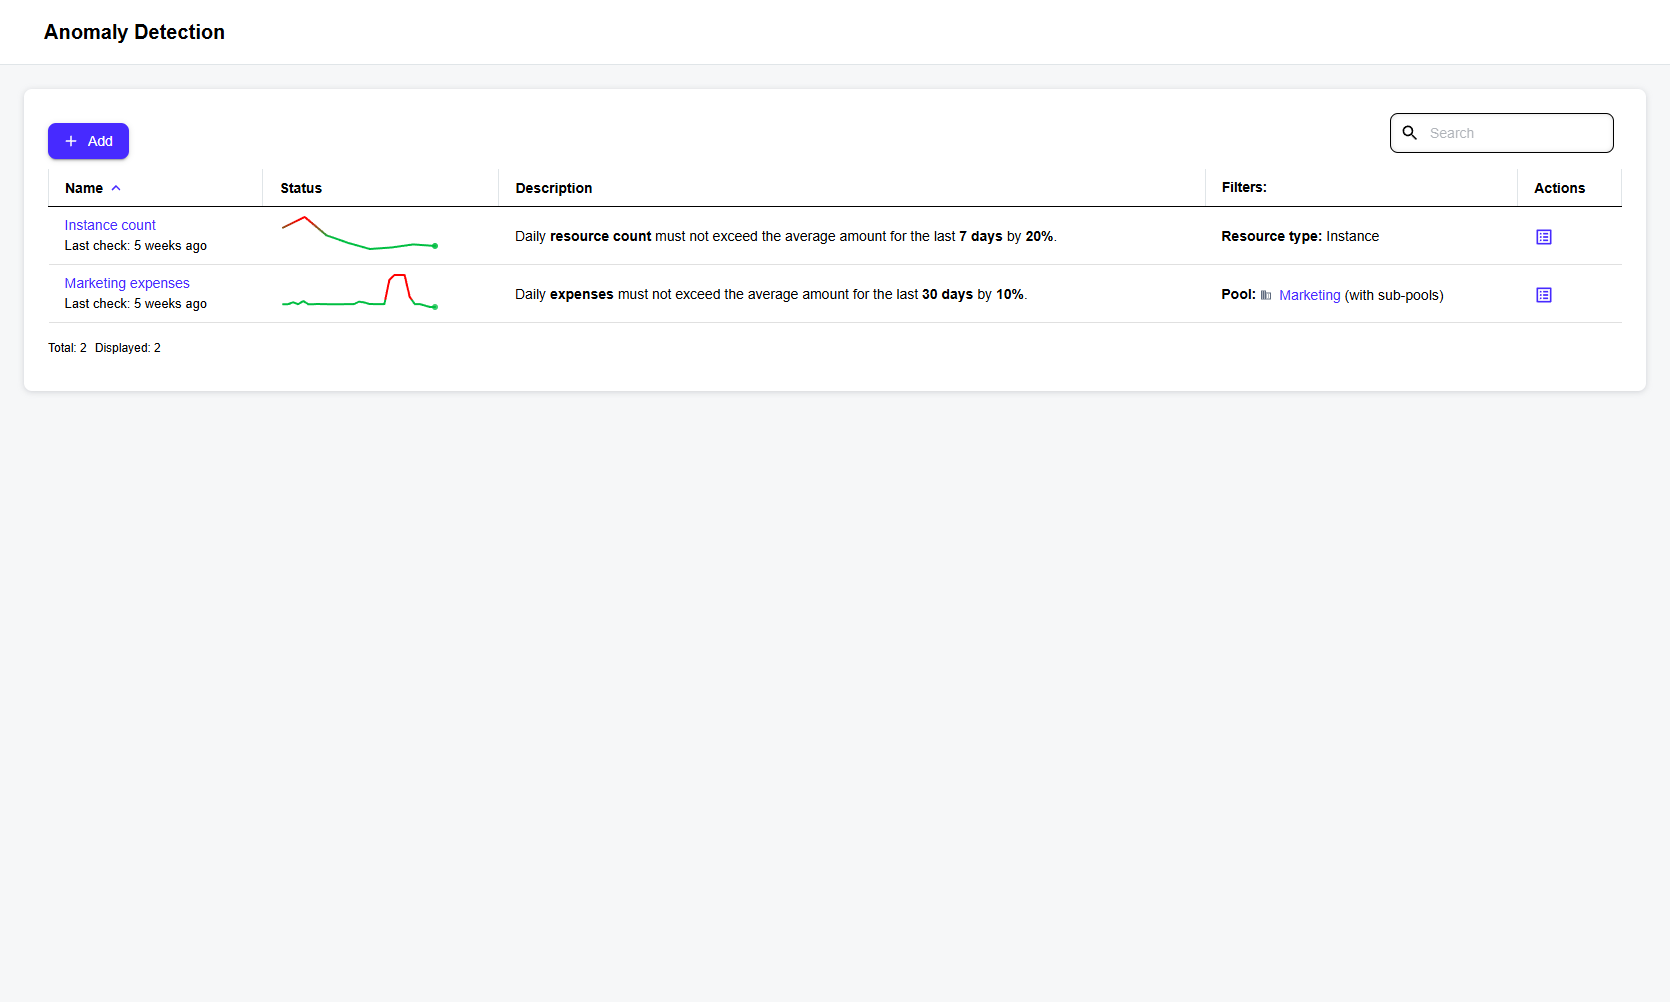 Anomaly Detection
Add
Search
Name Status Description Filters: Actions
Instance count
Last check: 5 weeks ago
Daily resource count must not exceed the average amount for the last 7 days by 20%.
Resource type: Instance
Marketing expenses
Last check: 5 weeks ago
Daily expenses must not exceed the average amount for the last 30 days by 10%.
Pool: Marketing (with sub-pools)
Total: 2 Displayed: 2